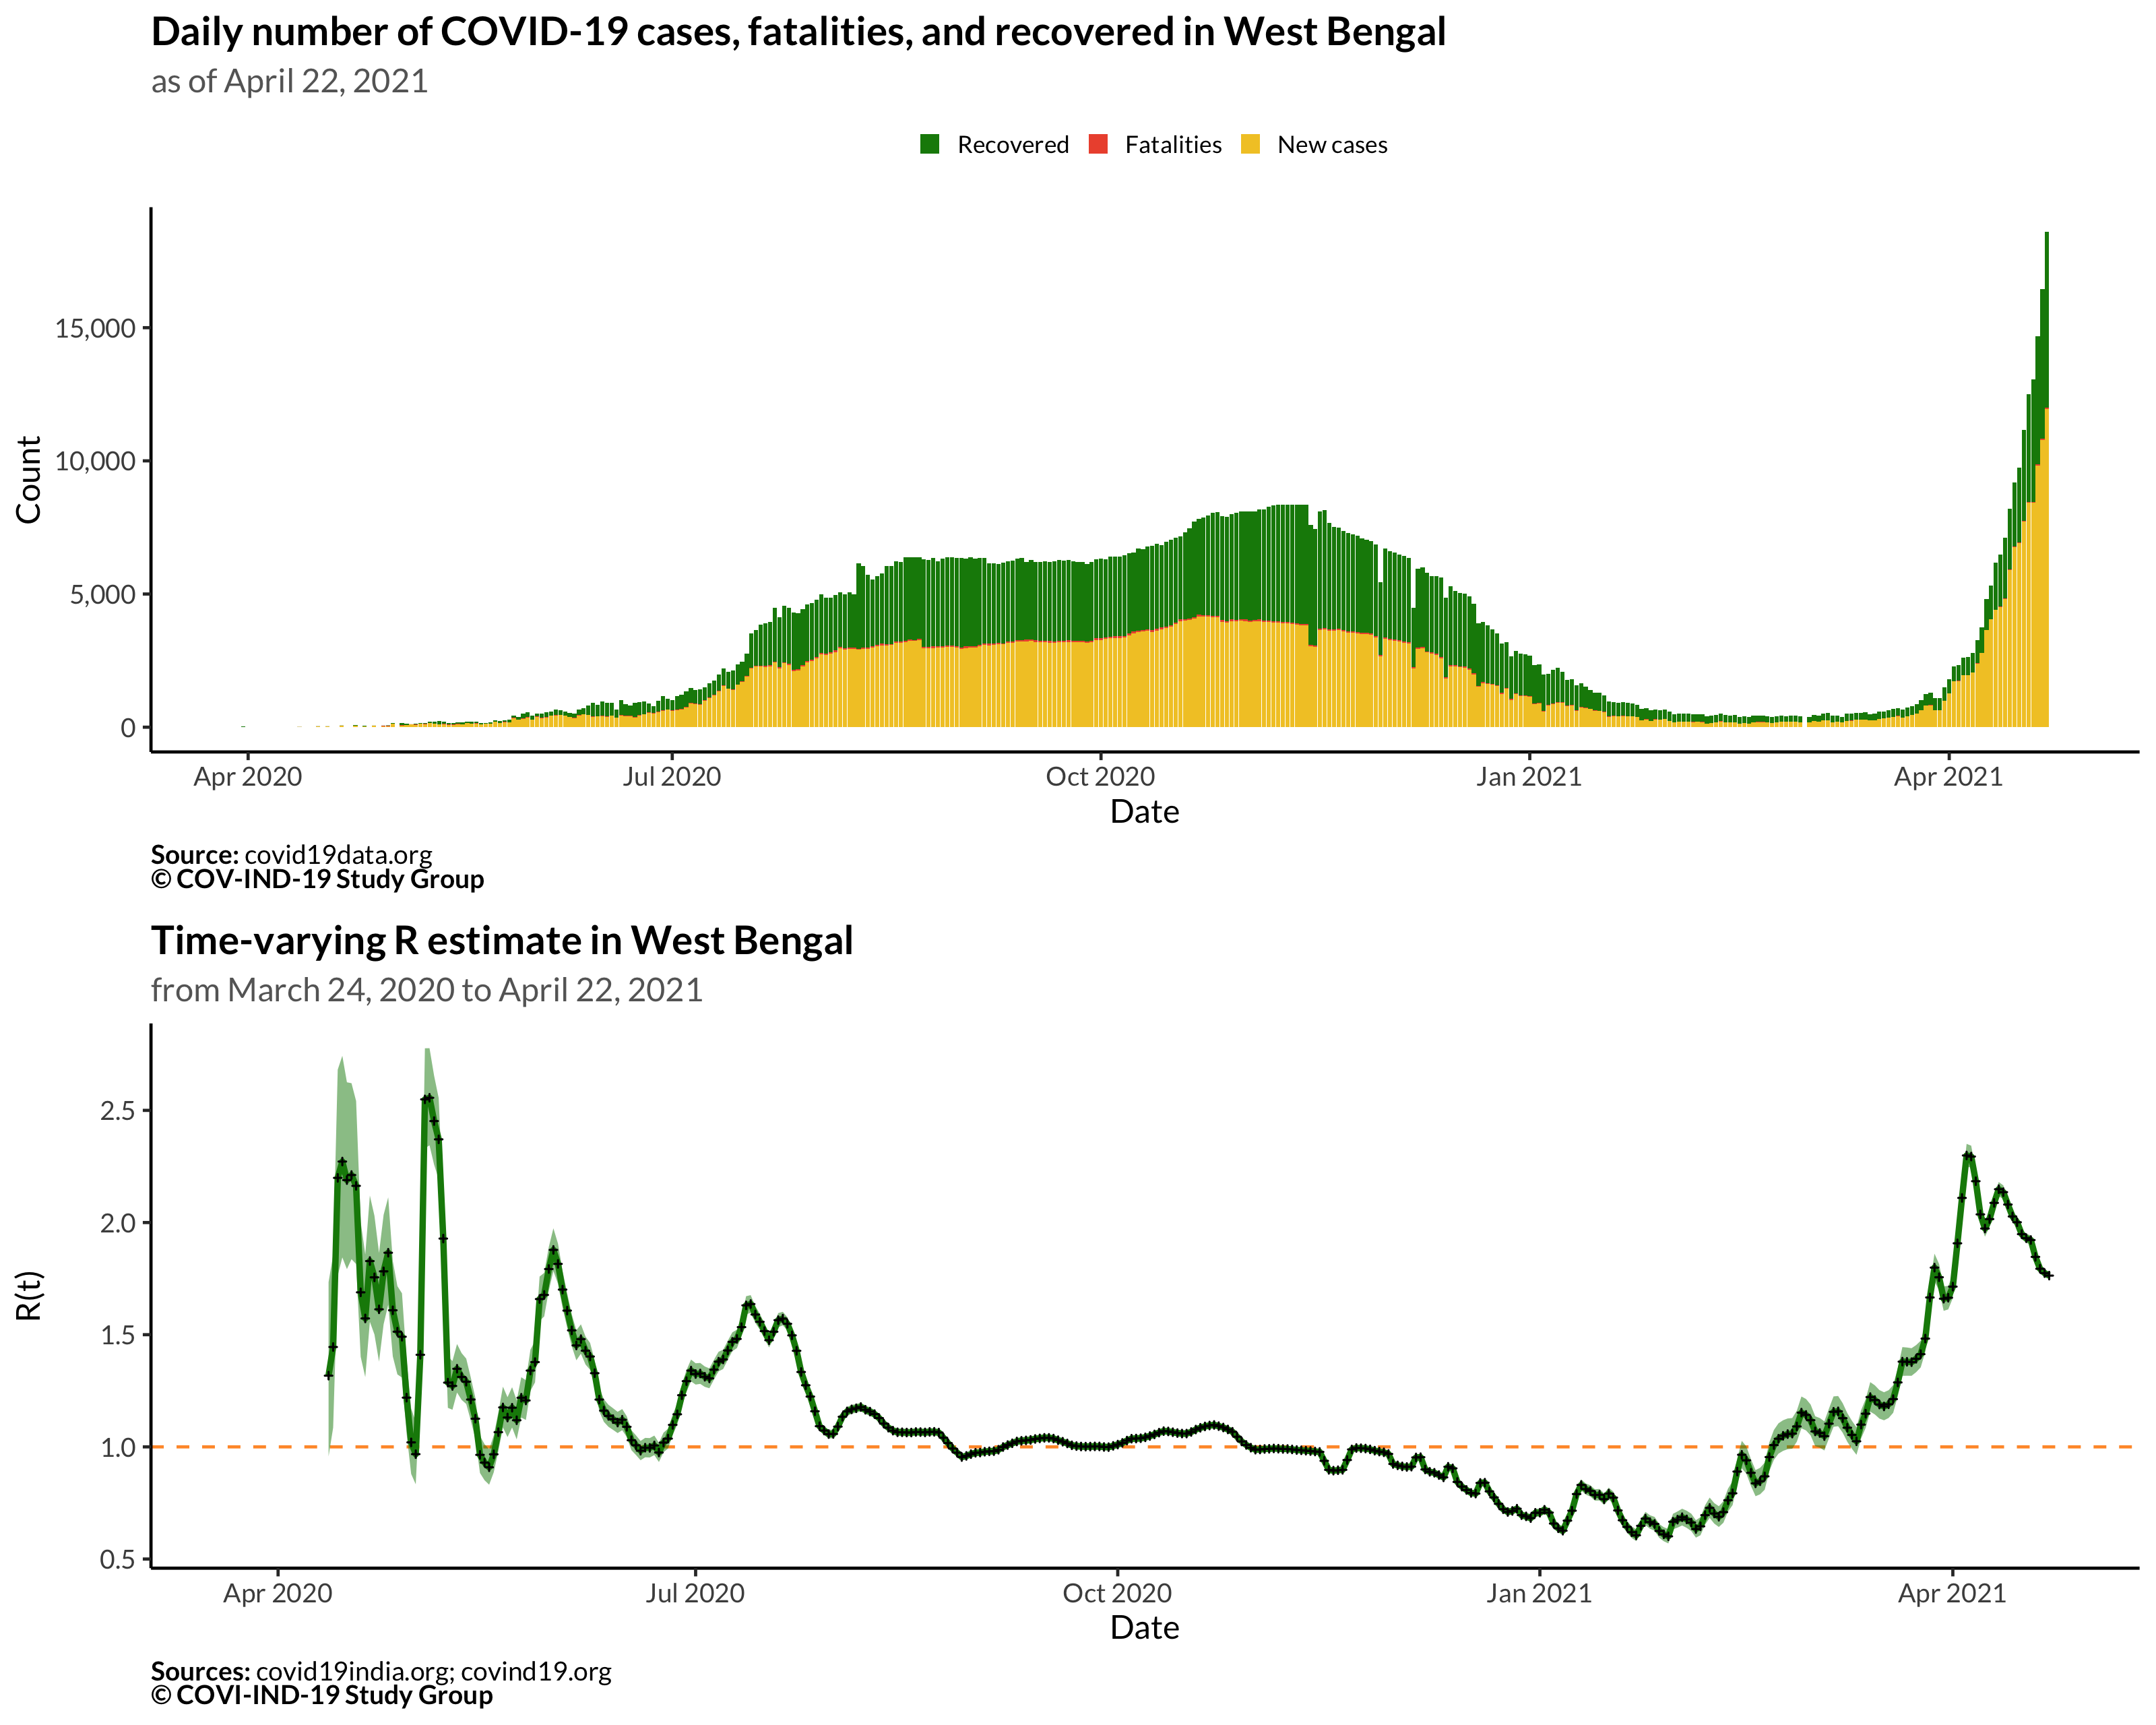 Daily number of COVID-19 cases, fatalities, and recovered in West Bengal
as of April 22, 2021
Recovered Fatalities New cases
15,000
10,000
5,000
0
Count
Apr 2020 Jul 2020 Oct 2020 Jan 2021 Apr 2021
Date
Source: covid19data.org
© COV-IND-19 Study Group
Time-varying R estimate in West Bengal
from March 24, 2020 to April 22, 2021
2.5
2.0
1.5
1.0
0.5
R(t)
Apr 2020 Jul 2020 Oct 2020 Jan 2021 Apr 2021
Date
Sources: covid19india.org; covind19.org
© COVI-IND-19 Study Group